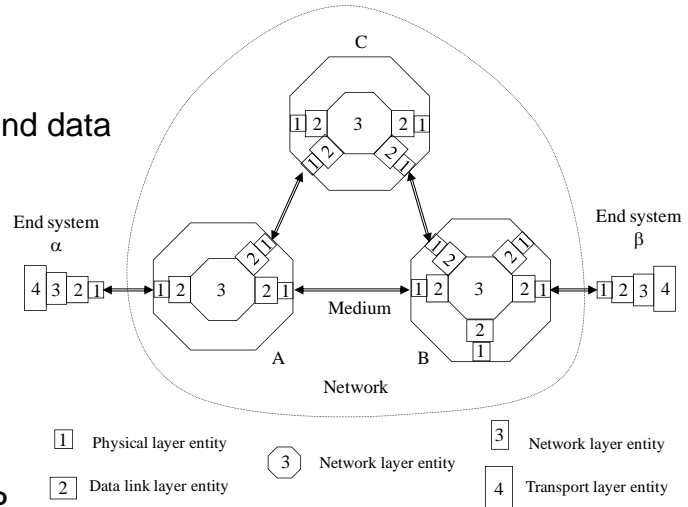 C
nd data
1 2 3 2 1
1 2 2 1
End system
α
End system
β
4 3 2 1
1 2 3 2 1
1 2
2 1
1 2 3 2 1
2
1
1 2 3 4
Medium
A
B
Network
1 Physical layer entity
2 Data link layer entity
3 Network layer entity
3 Network layer entity
4 Transport layer entity